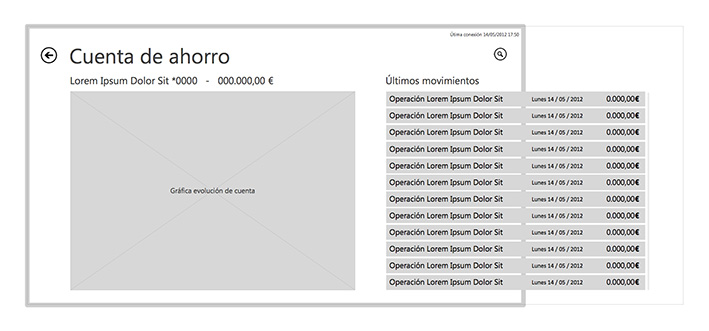 Útima conexión 14/05/2012 17:50
Cuenta de ahorro
Lorem Ipsum Dolor Sit *0000 - 000.000,00 €
Gráfica evolución de cuenta
Últimos movimientos
Operación Lorem Ipsum Dolor Sit Lunes 14 / 05 / 2012 0.000,00€
Operación Lorem Ipsum Dolor Sit Lunes 14 / 05 / 2012 0.000,00€
Operación Lorem Ipsum Dolor Sit Lunes 14 / 05 / 2012 0.000,00€
Operación Lorem Ipsum Dolor Sit Lunes 14 / 05 / 2012 0.000,00€
Operación Lorem Ipsum Dolor Sit Lunes 14 / 05 / 2012 0.000,00€
Operación Lorem Ipsum Dolor Sit Lunes 14 / 05 / 2012 0.000,00€
Operación Lorem Ipsum Dolor Sit Lunes 14 / 05 / 2012 0.000,00€
Operación Lorem Ipsum Dolor Sit Lunes 14 / 05 / 2012 0.000,00€
Operación Lorem Ipsum Dolor Sit Lunes 14 / 05 / 2012 0.000,00€
Operación Lorem Ipsum Dolor Sit Lunes 14 / 05 / 2012 0.000,00€
Operación Lorem Ipsum Dolor Sit Lunes 14 / 05 / 2012 0.000,00€
Operación Lorem Ipsum Dolor Sit Lunes 14 / 05 / 2012 0.000,00€